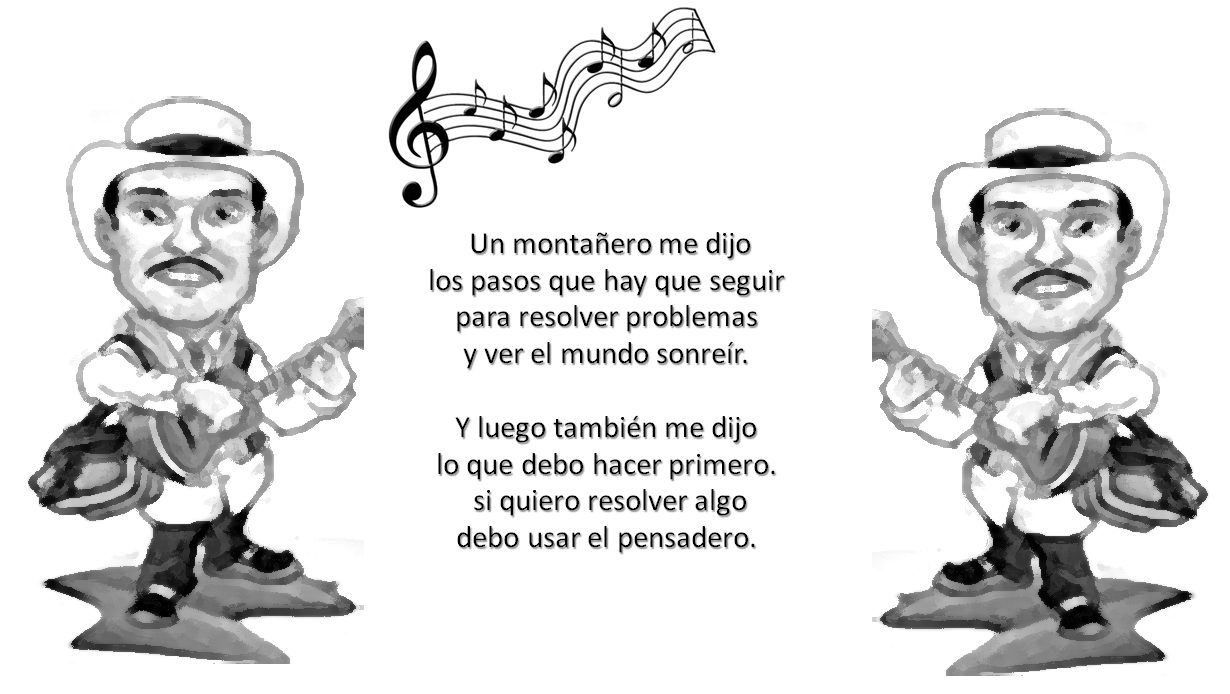 Un montañero me dijo
los pasos que hay que seguir
para resolver problemas
y ver el mundo sonreír.
Y luego también me dijo
lo que debo hacer primero.
si quiero resolver algo
debo usar el pensadero.